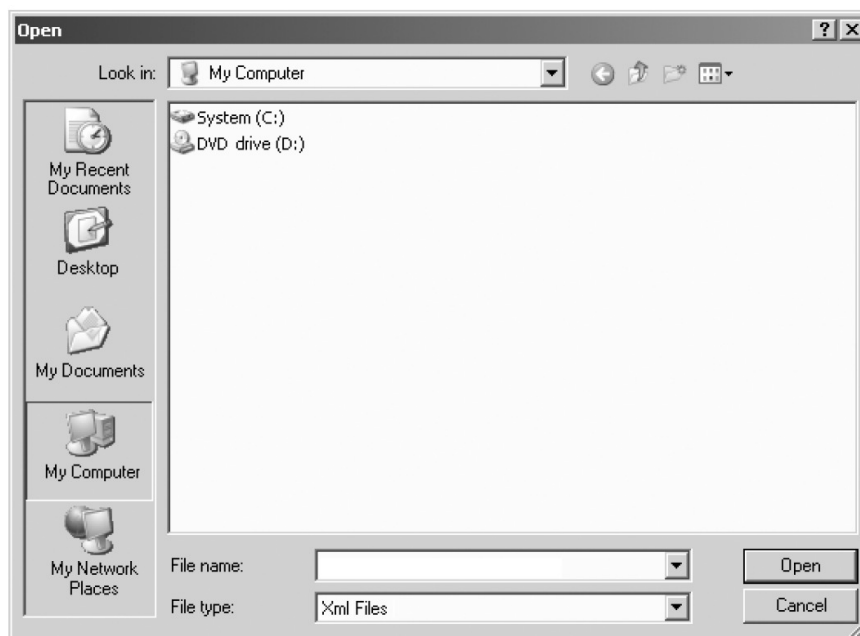 Open
Look in:
My Computer
System (C:)
DVD drive (D:)
My Recent
Documents
Desktop
My Documents
My Computer
My Network
Places
File name:
Open
File type:
Xml Files
Cancel